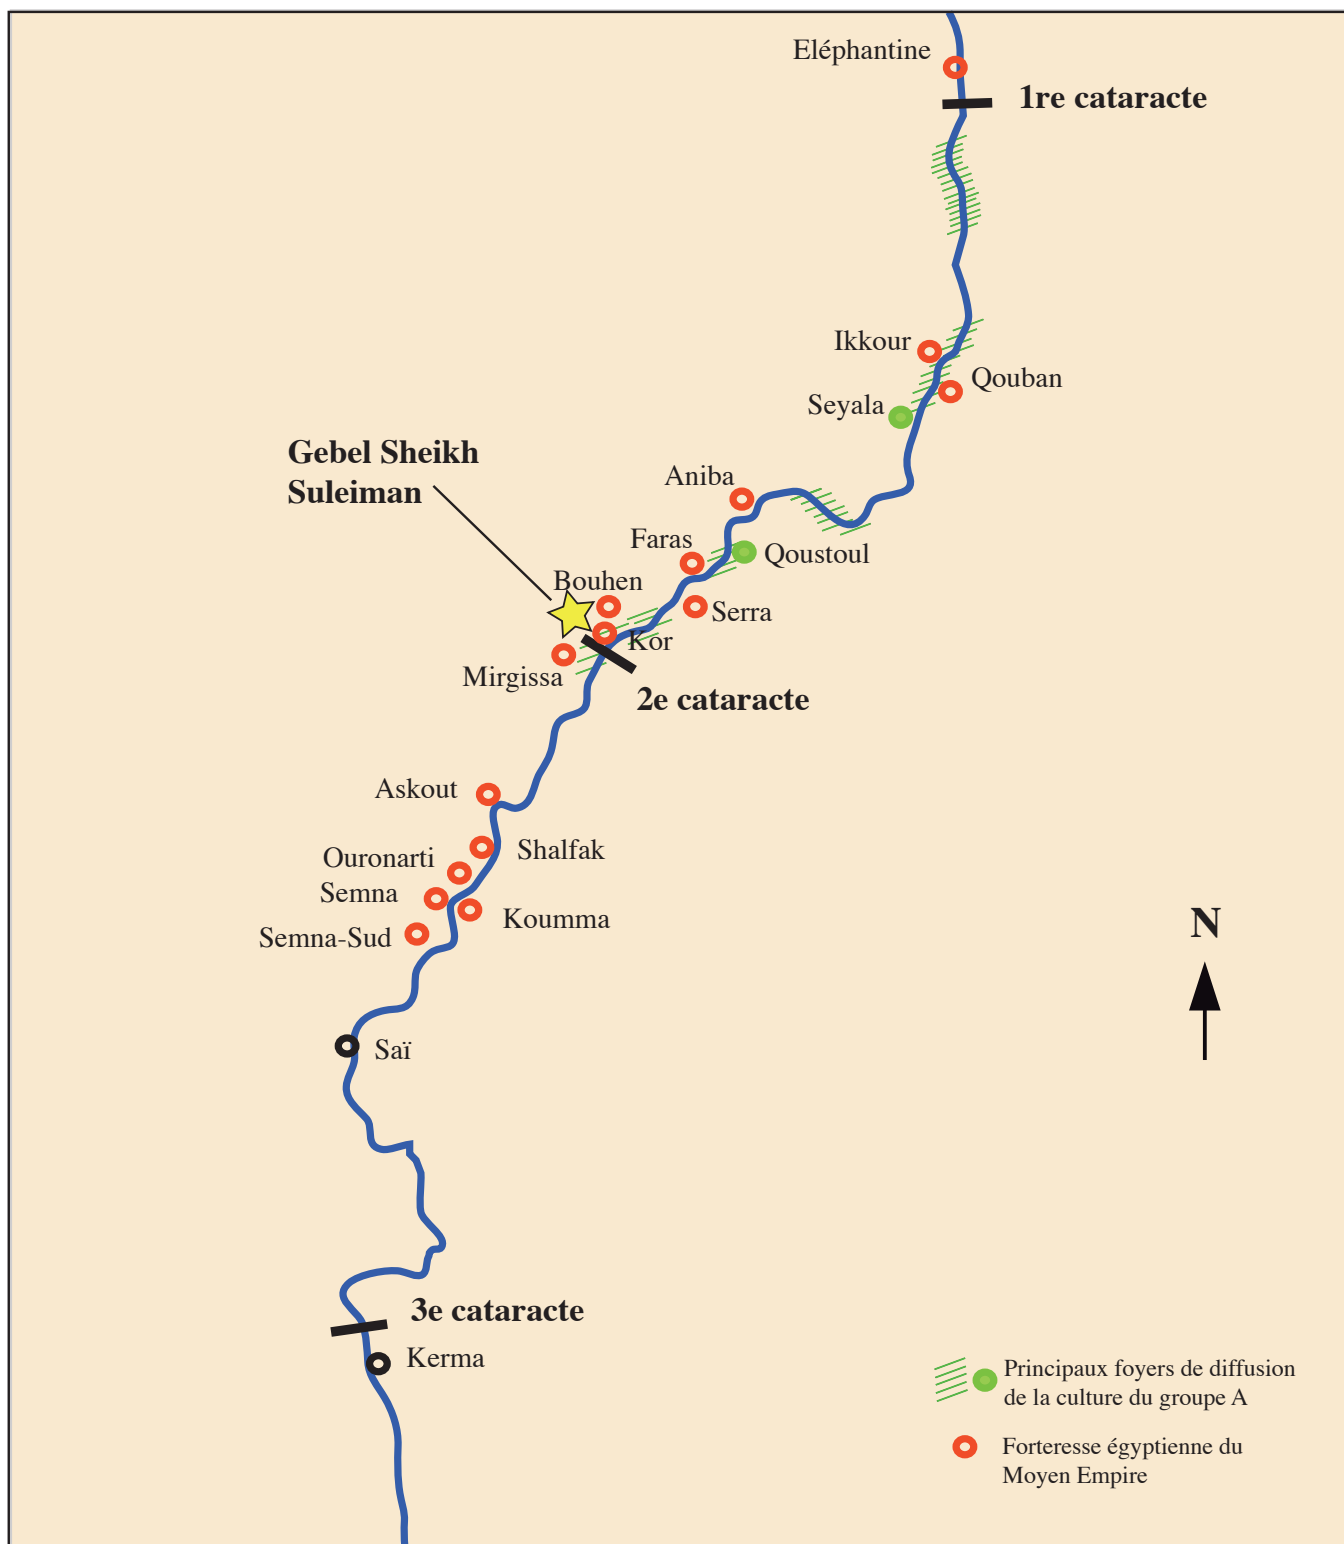 Eléphantine
1re cataracte
Ikkour
Qouban
Seyala
Gebel Sheikh
Suleiman
Aniba
Faras
Qoustoul
Bouhen
Serra
Kor
Mirgissa
2e cataracte
Askout
Shalfak
Ouronarti
Semna
Koumma
Semna-Sud
N
Saï
3e cataracte
Kerma
Principaux foyers de diffusion
de la culture du groupe A
Forteresse égyptienne du
Moyen Empire